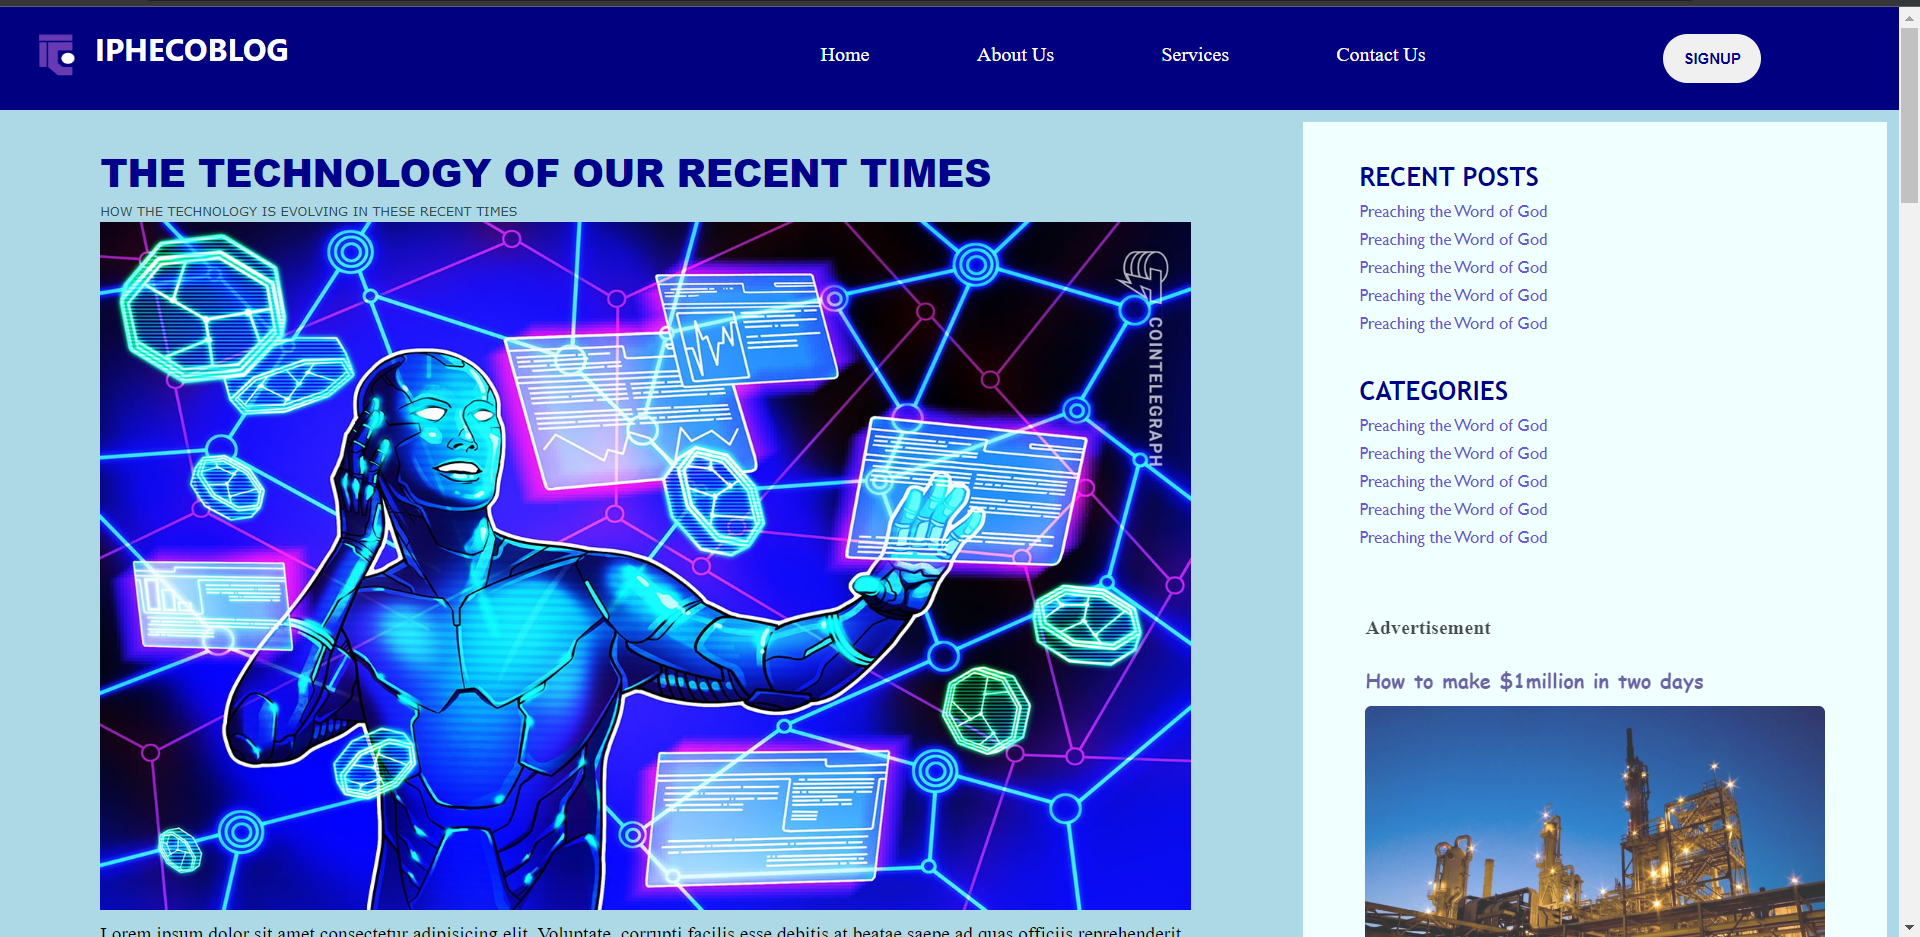 IPHECOBLOG
Home
About Us
Services
Contact Us
SIGNUP
THE TECHNOLOGY OF OUR RECENT TIMES
HOW THE TECHNOLOGY IS EVOLVING IN THESE RECENT TIMES
COINTELEGRAPH
Lorem ipsum dolor sit amet consectetur adipisicing elit. Voluptate, corrupti facilis esse debitis at beatae saepe ad quas officiis reprehenderit
RECENT POSTS
Preaching the Word of God
Preaching the Word of God
Preaching the Word of God
Preaching the Word of God
Preaching the Word of God
CATEGORIES
Preaching the Word of God
Preaching the Word of God
Preaching the Word of God
Preaching the Word of God
Preaching the Word of God
Advertisement
How to make $1million in two days